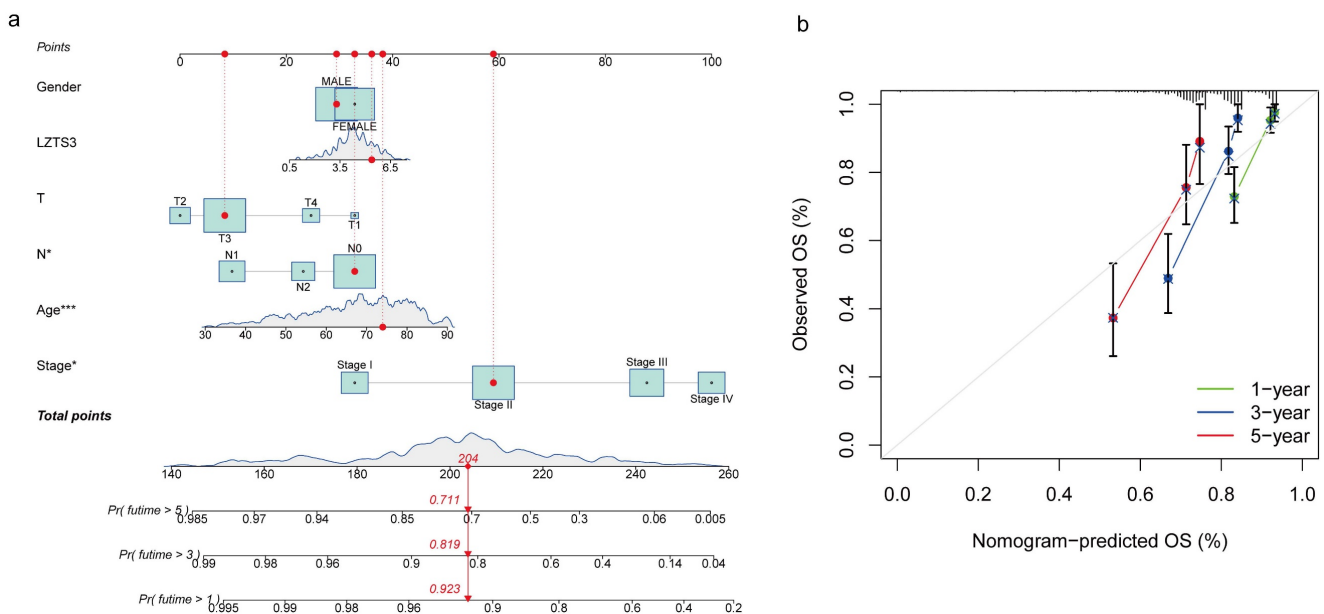 a
Points
0 20 40 60 80 100
Gender
MALE
FEMALE
LZTS3
0.5 3.5 6.5
T
T2 T4
T3 T1
N*
N1 N0
N2
Age***
30 40 50 60 70 80 90
Stage*
Stage I Stage III
Stage II Stage IV
Total points
204
140 160 180 200 220 240 260
0.711
Pr( futime > 5)
0.985 0.97 0.94 0.85 0.7 0.5 0.3 0.06 0.005
0.819
Pr( futime > 3)
0.99 0.98 0.96 0.9 0.8 0.6 0.4 0.14 0.04
0.923
Pr( futime > 1)
0.995 0.99 0.98 0.96 0.9 0.8 0.6 0.4 0.2
b
Observed OS (%)
1.0
0.8
0.6
0.4
0.2
0.0
1-year
3-year
5-year
0.0 0.2 0.4 0.6 0.8 1.0
Nomogram-predicted OS (%)